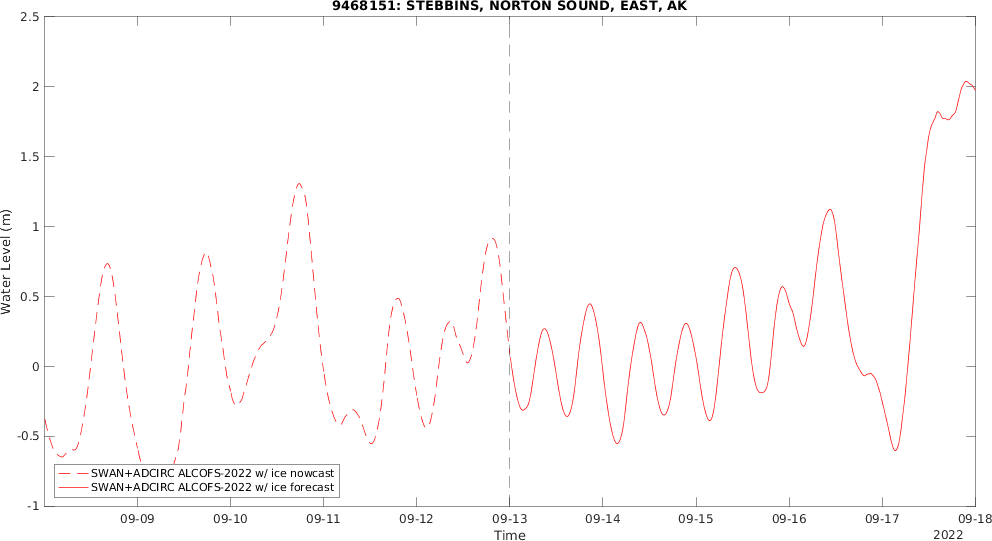 9468151: STEBBINS, NORTON SOUND, EAST, AK
2.5
2
1.5
1
0.5
0
-0.5
-1
Water Level (m)
SWAN+ADCIRC ALCOFS-2022 w/ ice nowcast
SWAN+ADCIRC ALCOFS-2022 w/ ice forecast
09-09 09-10 09-11 09-12 09-13 09-14 09-15 09-16 09-17 09-18
Time
2022